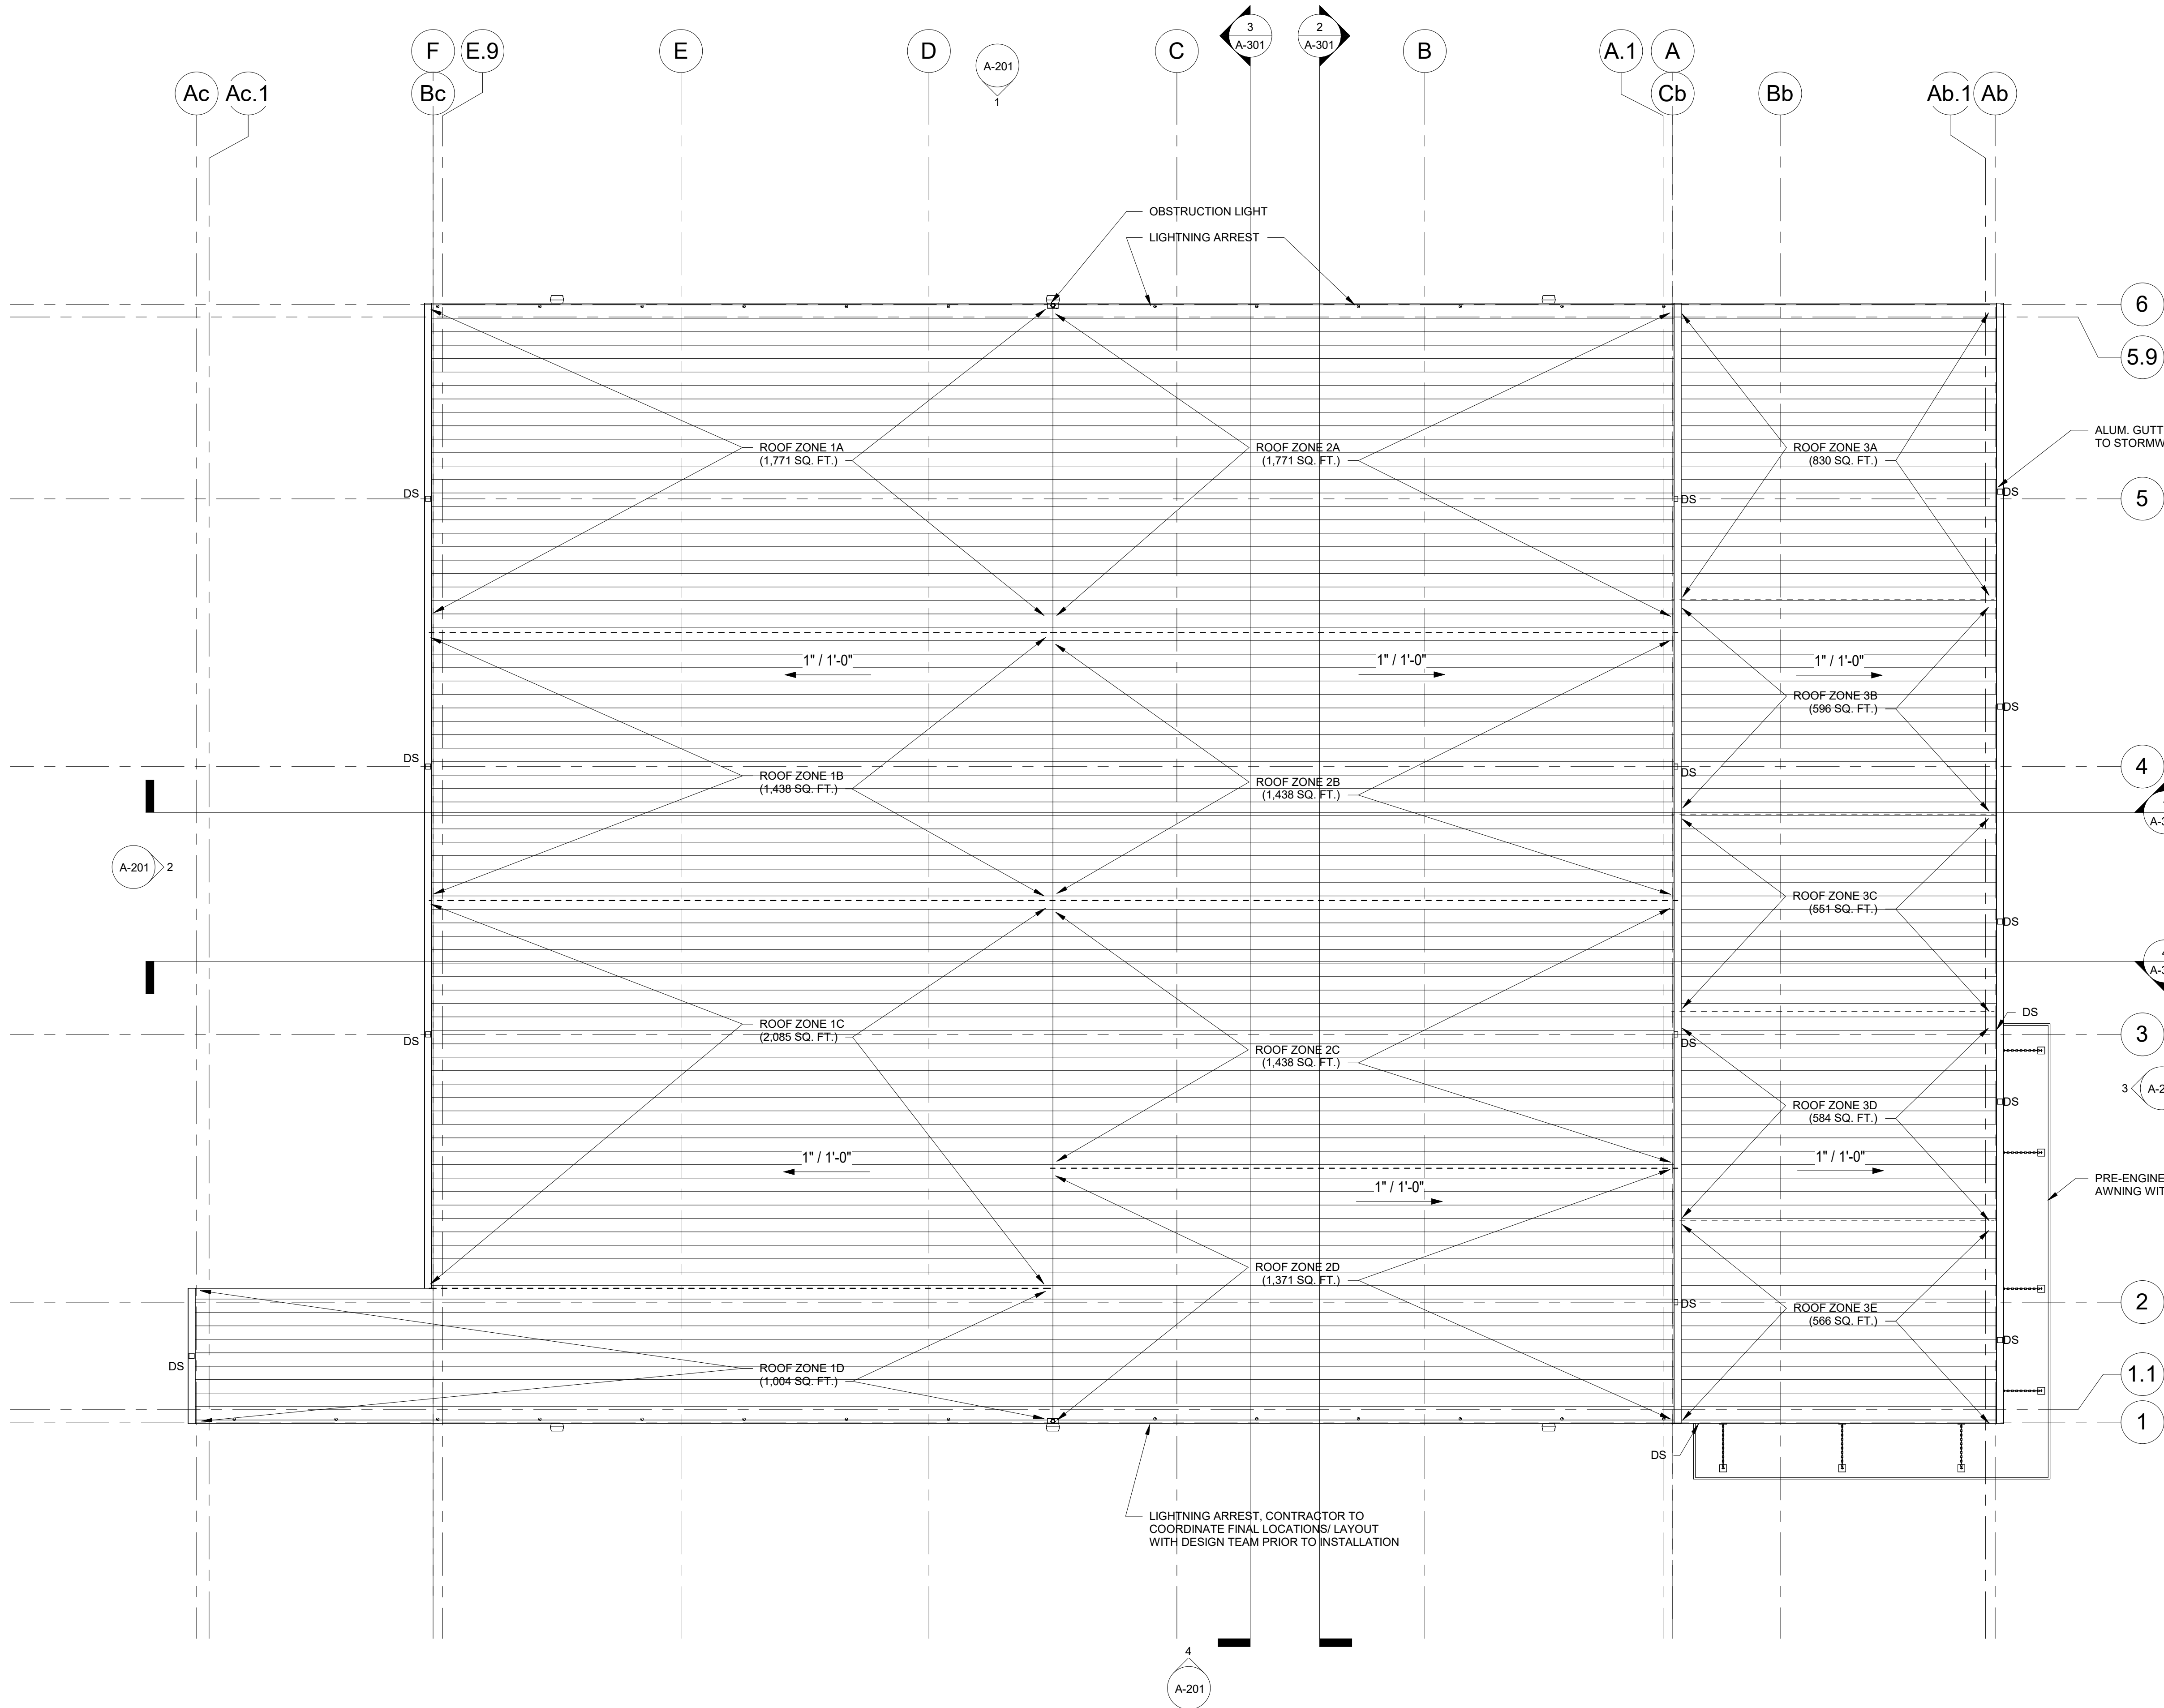 3
A-301
2
A-301
F
E.9
E
D
A-201
1
C
B
A.1
A
Ac
Ac.1
Bc
Cb
Bb
Ab.1
Ab
OBSTRUCTION LIGHT
LIGHTNING ARREST
6
5.9
ALUM. GUTT
TO STORMW
ROOF ZONE 1A
(1,771 SQ. FT.)
ROOF ZONE 2A
(1,771 SQ. FT.)
ROOF ZONE 3A
(830 SQ. FT.)
DS
DS
DS
5
1" / 1'-0"
1" / 1'-0"
1" / 1'-0"
ROOF ZONE 3B
(596 SQ. FT.)
DS
DS
DS
4
ROOF ZONE 1B
(1,438 SQ. FT.)
ROOF ZONE 2B
(1,438 SQ. FT.)
A-3
A-201
2
ROOF ZONE 3C
(551 SQ. FT.)
DS
A-3
ROOF ZONE 1C
(2,085 SQ. FT.)
DS
DS
DS
3
ROOF ZONE 2C
(1,438 SQ. FT.)
3
A-2
ROOF ZONE 3D
(584 SQ. FT.)
DS
1" / 1'-0"
1" / 1'-0"
1" / 1'-0"
PRE-ENGINE
AWNING WIT
ROOF ZONE 2D
(1,371 SQ. FT.)
DS
2
ROOF ZONE 3E
(566 SQ. FT.)
DS
DS
ROOF ZONE 1D
(1,004 SQ. FT.)
1.1
1
DS
LIGHTNING ARREST, CONTRACTOR TO
COORDINATE FINAL LOCATIONS/ LAYOUT
WITH DESIGN TEAM PRIOR TO INSTALLATION
4
A-201